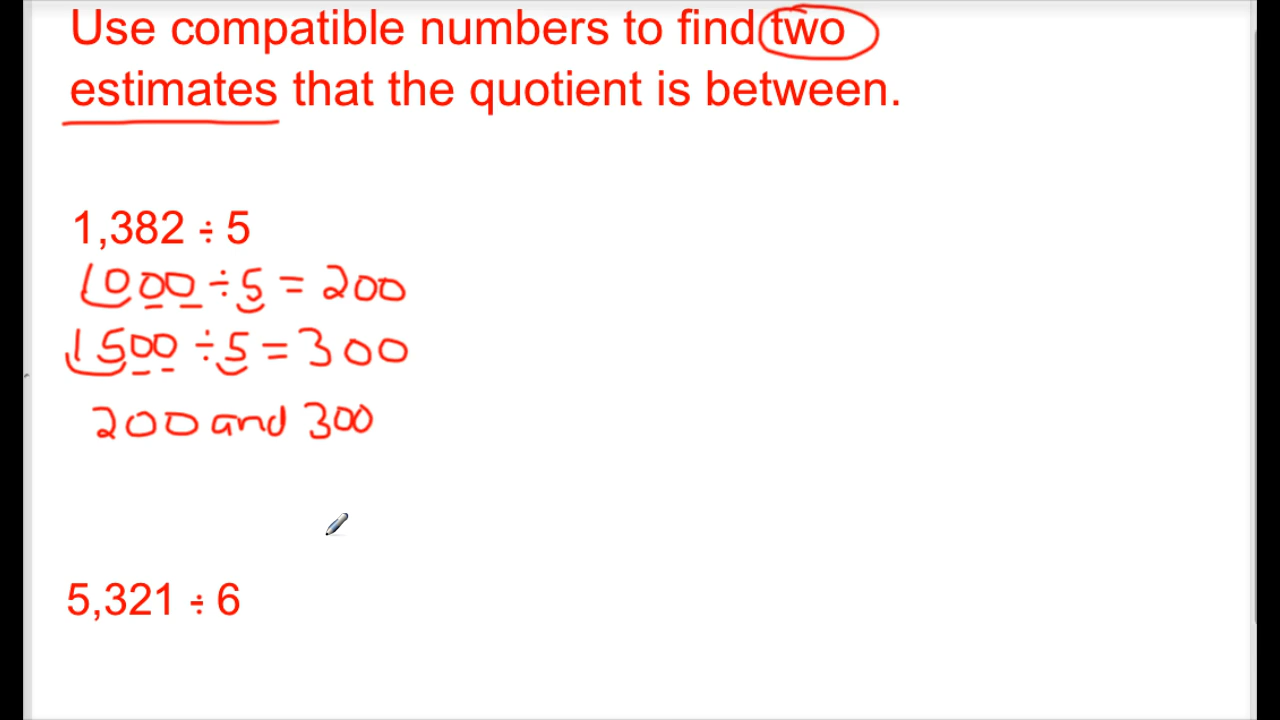 Use compatible numbers to find two
estimates that the quotient is between.
1,382 ÷ 5
1000 ÷ 5 = 200
1500 ÷ 5 = 300
200 and 300
5,321 ÷ 6